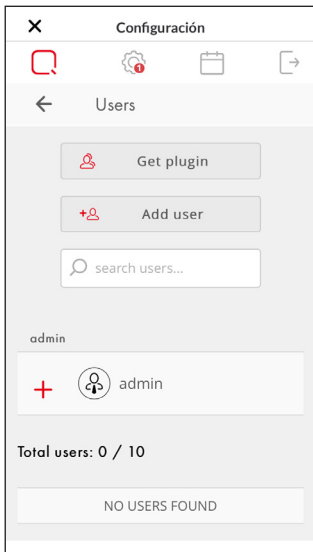 Configuración
1
Users
Get plugin
Add user
search users...
admin
admin
Total users: 0 / 10
NO USERS FOUND